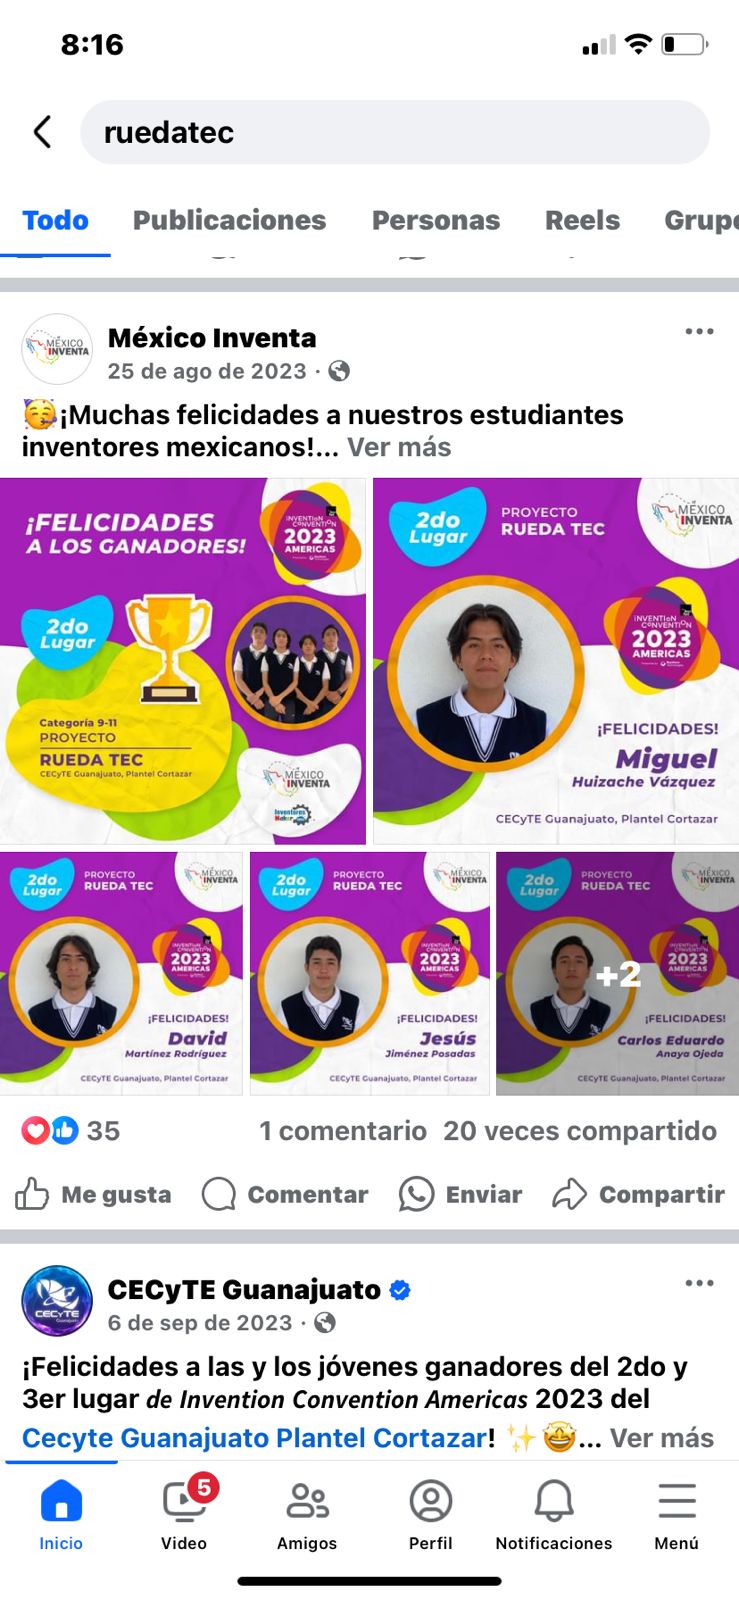 8:16
ruedatec
Todo
Publicaciones
Personas
Reels
Grupo
México Inventa
25 de ago de 2023 ·
🥳¡Muchas felicidades a nuestros estudiantes
inventores mexicanos!... Ver más
¡FELICIDADES
A LOS GANADORES!
INVENTION
CONVENTION
2023
AMERICAS
2do
Lugar
Categoría 9-11
PROYECTO
RUEDA TEC
CECyTE Guanajuato, Plantel Cortazar
MÉXICO
INVENTA
Inventores
2do
Lugar
PROYECTO
RUEDA TEC
MÉXICO
INVENTA
INVENTION
CONVENTION
2023
AMERICAS
¡FELICIDADES!
Miguel
Huizache Vázquez
CECyTE Guanajuato, Plantel Cortazar
2do
Lugar
PROYECTO
RUEDA TEC
MÉXICO
INVENTA
INVENTION
CONVENTION
2023
AMERICAS
¡FELICIDADES!
David
Martínez Rodríguez
CECyTE Guanajuato, Plantel Cortazar
2do
Lugar
PROYECTO
RUEDA TEC
MÉXICO
INVENTA
INVENTION
CONVENTION
2023
AMERICAS
¡FELICIDADES!
Jesús
Jiménez Posadas
CECyTE Guanajuato, Plantel Cortazar
2do
Lugar
PROYECTO
RUEDA TEC
MÉXICO
INVENTA
INVENTION
CONVENTION
2023
AMERICAS
+2
¡FELICIDADES!
Carlos Eduardo
Anaya Ojeda
CECyTE Guanajuato, Plantel Cortazar
35
1 comentario 20 veces compartido
Me gusta
Comentar
Enviar
Compartir
CECyTE Guanajuato
6 de sep de 2023 ·
¡Felicidades a las y los jóvenes ganadores del 2do y
3er lugar de Invention Convention Americas 2023 del
Cecyte Guanajuato Plantel Cortazar! ✨🤩... Ver más
5
Inicio
Video
Amigos
Perfil
Notificaciones
Menú